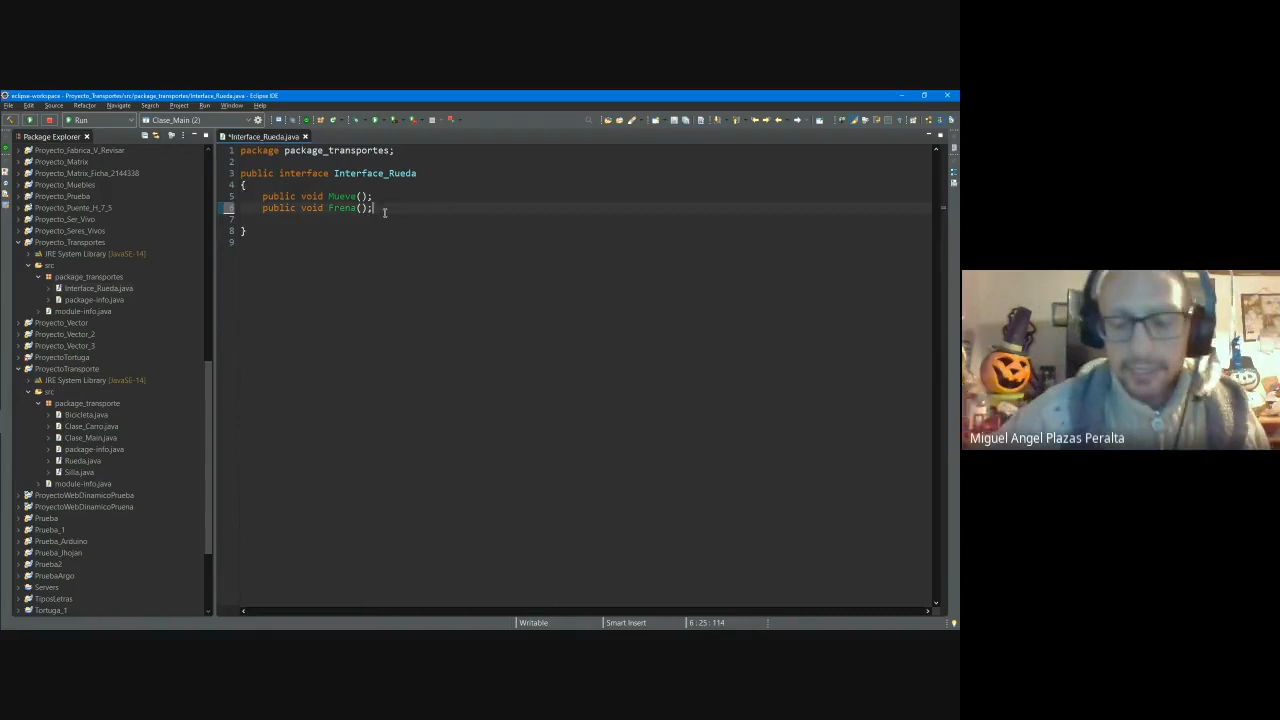 eclipse-workspace - Proyecto_Transportes/src/package_transportes/Interface_Rueda.java - Eclipse IDE
File Edit Source Refactor Navigate Search Project Run Window Help
Run Clase_Main (2)
Package Explorer
Proyecto_Fabrica_V_Revisar
Proyecto_Matrix
Proyecto_Matrix_Ficha_2144338
Proyecto_Muebles
Proyecto_Prueba
Proyecto_Puente_H_7_5
Proyecto_Ser_Vivo
Proyecto_Seres_Vivos
Proyecto_Transportes
JRE System Library [JavaSE-14]
src
package_transportes
Interface_Rueda.java
package-info.java
module-info.java
Proyecto_Vector
Proyecto_Vector_2
Proyecto_Vector_3
ProyectoTortuga
ProyectoTransporte
JRE System Library [JavaSE-14]
src
package_transporte
Bicicleta.java
Clase_Carro.java
Clase_Main.java
package-info.java
Rueda.java
Silla.java
module-info.java
ProyectoWebDinamicoPrueba
ProyectoWebDinamicoPruena
Prueba
Prueba_1
Prueba_Arduino
Prueba_Jhojan
Prueba2
PruebaArgo
Servers
TiposLetras
Tortuga_1
*Interface_Rueda.java
1 package package_transportes;
2
3 public interface Interface_Rueda
4 {
5 public void Mueve();
6 public void Frena();
7
8 }
9
Writable Smart Insert 6 : 25 : 114
Miguel Angel Plazas Peralta